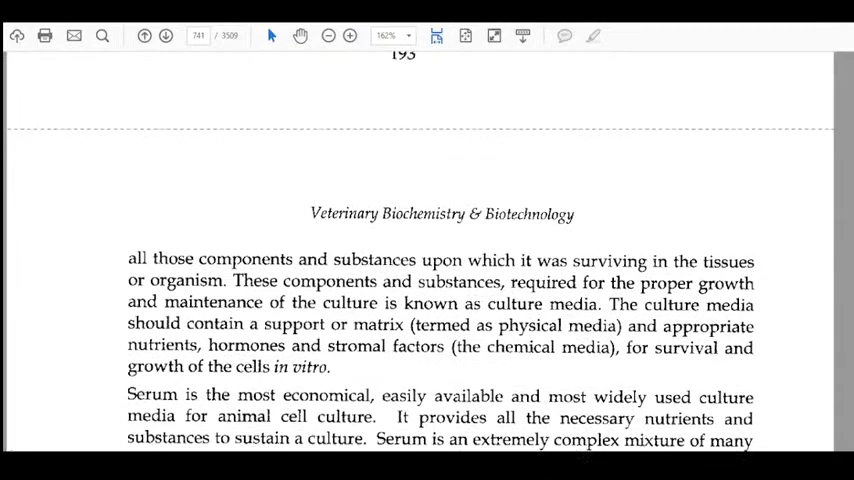 741 / 3509
162%
193
Veterinary Biochemistry & Biotechnology
all those components and substances upon which it was surviving in the tissues
or organism. These components and substances, required for the proper growth
and maintenance of the culture is known as culture media. The culture media
should contain a support or matrix (termed as physical media) and appropriate
nutrients, hormones and stromal factors (the chemical media), for survival and
growth of the cells in vitro.
Serum is the most economical, easily available and most widely used culture
media for animal cell culture. It provides all the necessary nutrients and
substances to sustain a culture. Serum is an extremely complex mixture of many